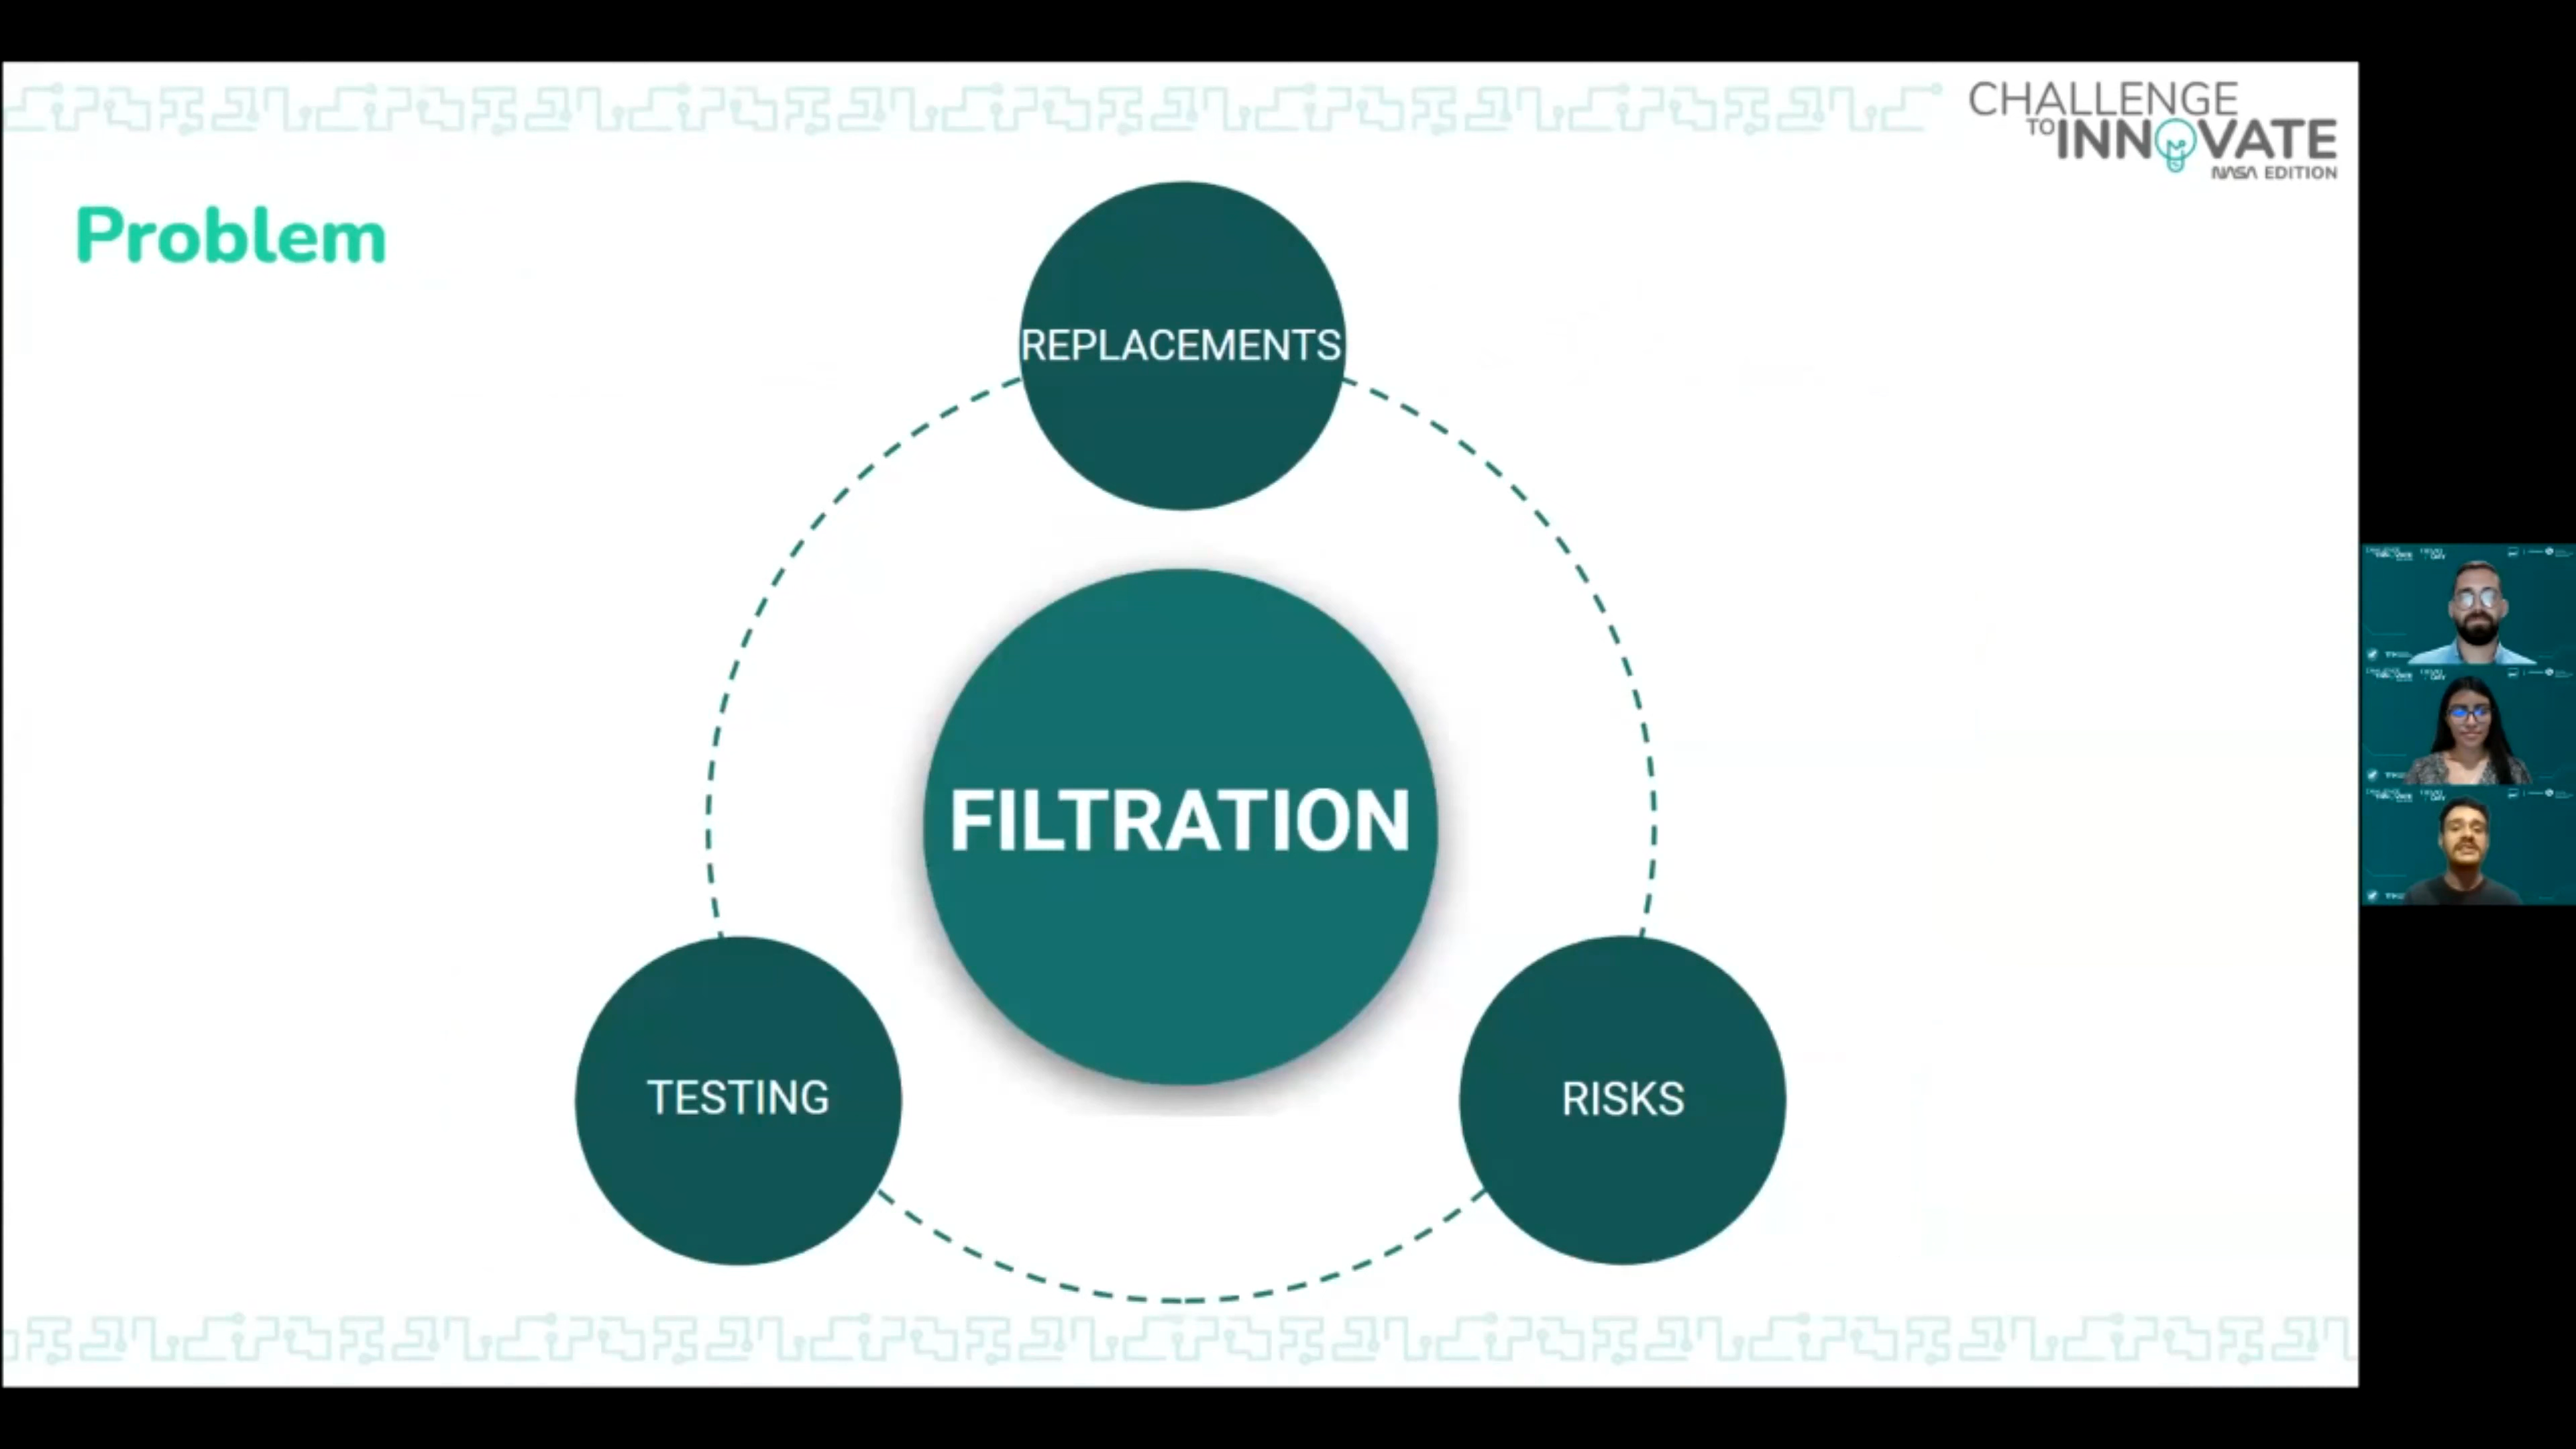 CHALLENGE
TO INNOVATE
NASA EDITION
Problem
REPLACEMENTS
FILTRATION
TESTING
RISKS